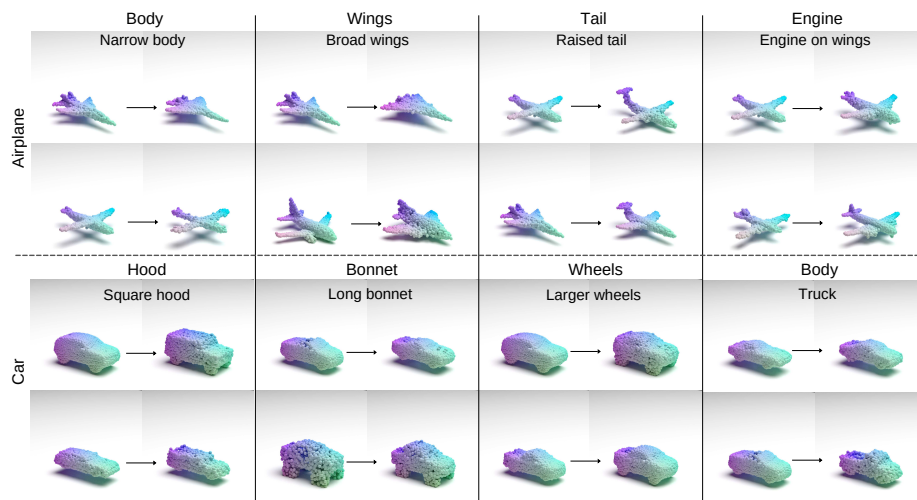 Body
Wings
Tail
Engine
Narrow body
Broad wings
Raised tail
Engine on wings
Airplane
Hood
Bonnet
Wheels
Body
Square hood
Long bonnet
Larger wheels
Truck
Car